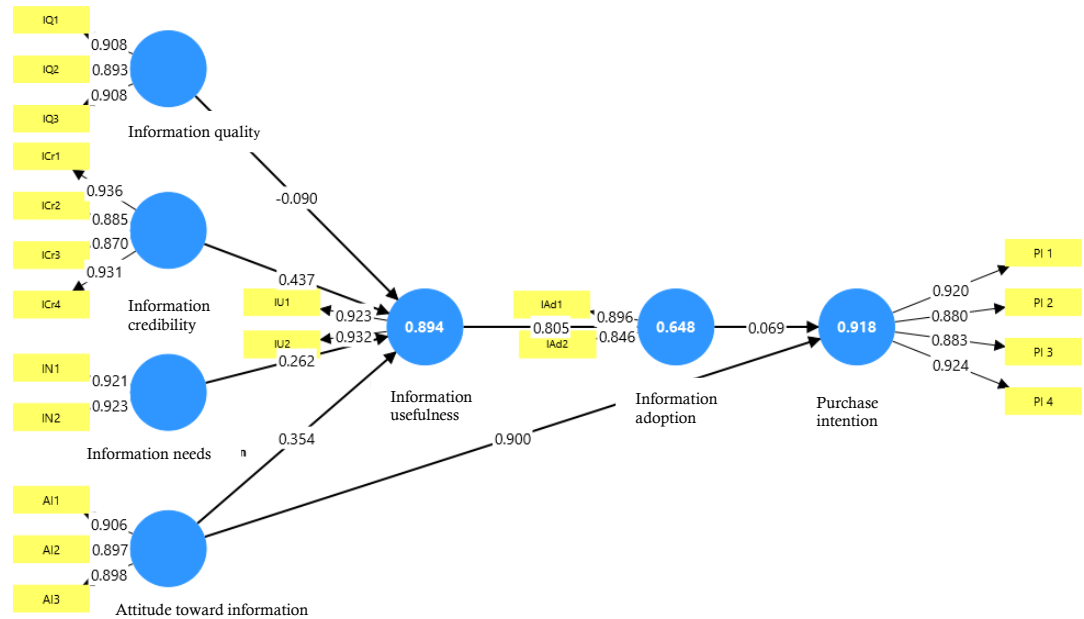 IQ1
0.908
IQ2
0.893
0.908
IQ3
Information quality
ICr1
0.936
ICr2
0.885
ICr3
0.870
0.931
ICr4
Information
credibility
IN1
0.921
0.923
IN2
Information needs
n
AI1
0.906
AI2
0.897
0.898
AI3
Attitude toward information
-0.090
0.437
0.262
0.354
0.900
IU1
0.923
IU2
0.932
0.894
Information
usefulness
0.805
IAd1
0.896
IAd2
0.846
0.648
Information
adoption
0.069
0.918
Purchase
intention
0.920
PI 1
0.880
PI 2
0.883
PI 3
0.924
PI 4